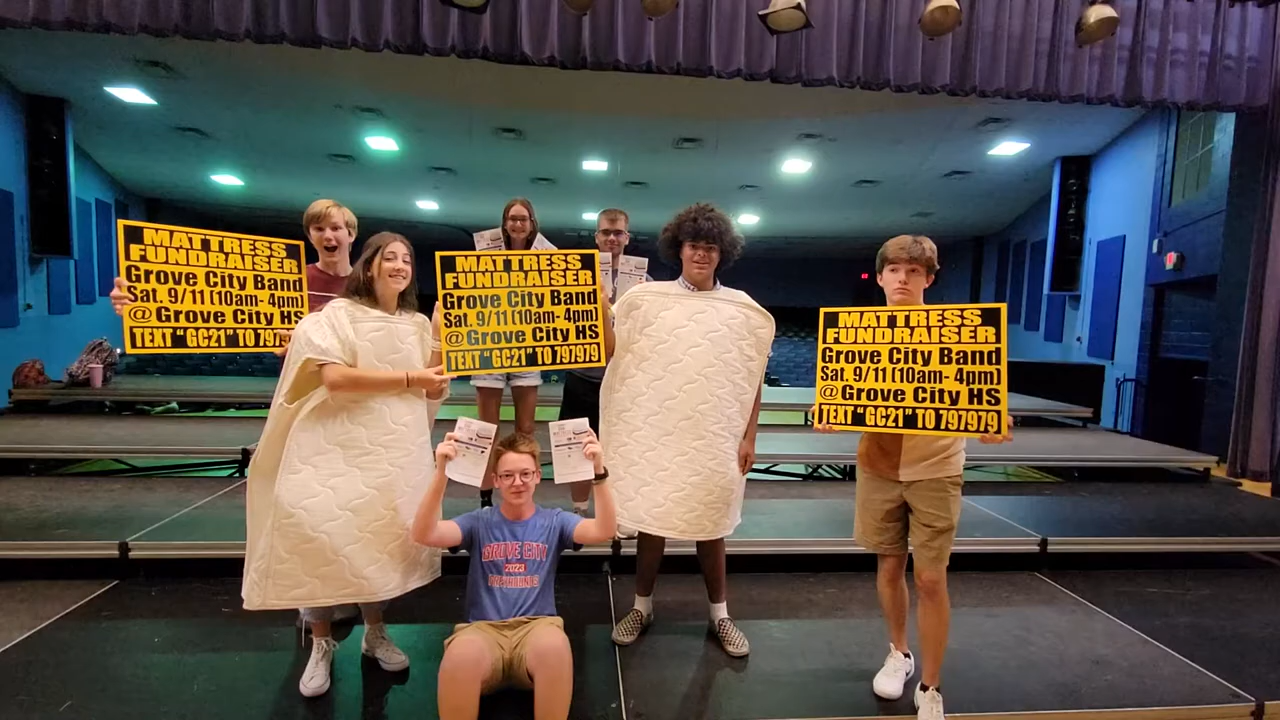 MATTRESS
FUNDRAISER
Grove City Band
Sat. 9/11 (10am- 4pm)
@ Grove City HS
TEXT "GC21" TO 79797
MATTRESS
FUNDRAISER
Grove City Band
Sat. 9/11 (10am- 4pm)
@ Grove City HS
TEXT "GC21" TO 797979
MATTRESS
FUNDRAISER
Grove City Band
Sat. 9/11 (10am- 4pm)
@ Grove City HS
TEXT "GC21" TO 797979
GROVE CITY
2023
GREYHOUNDS